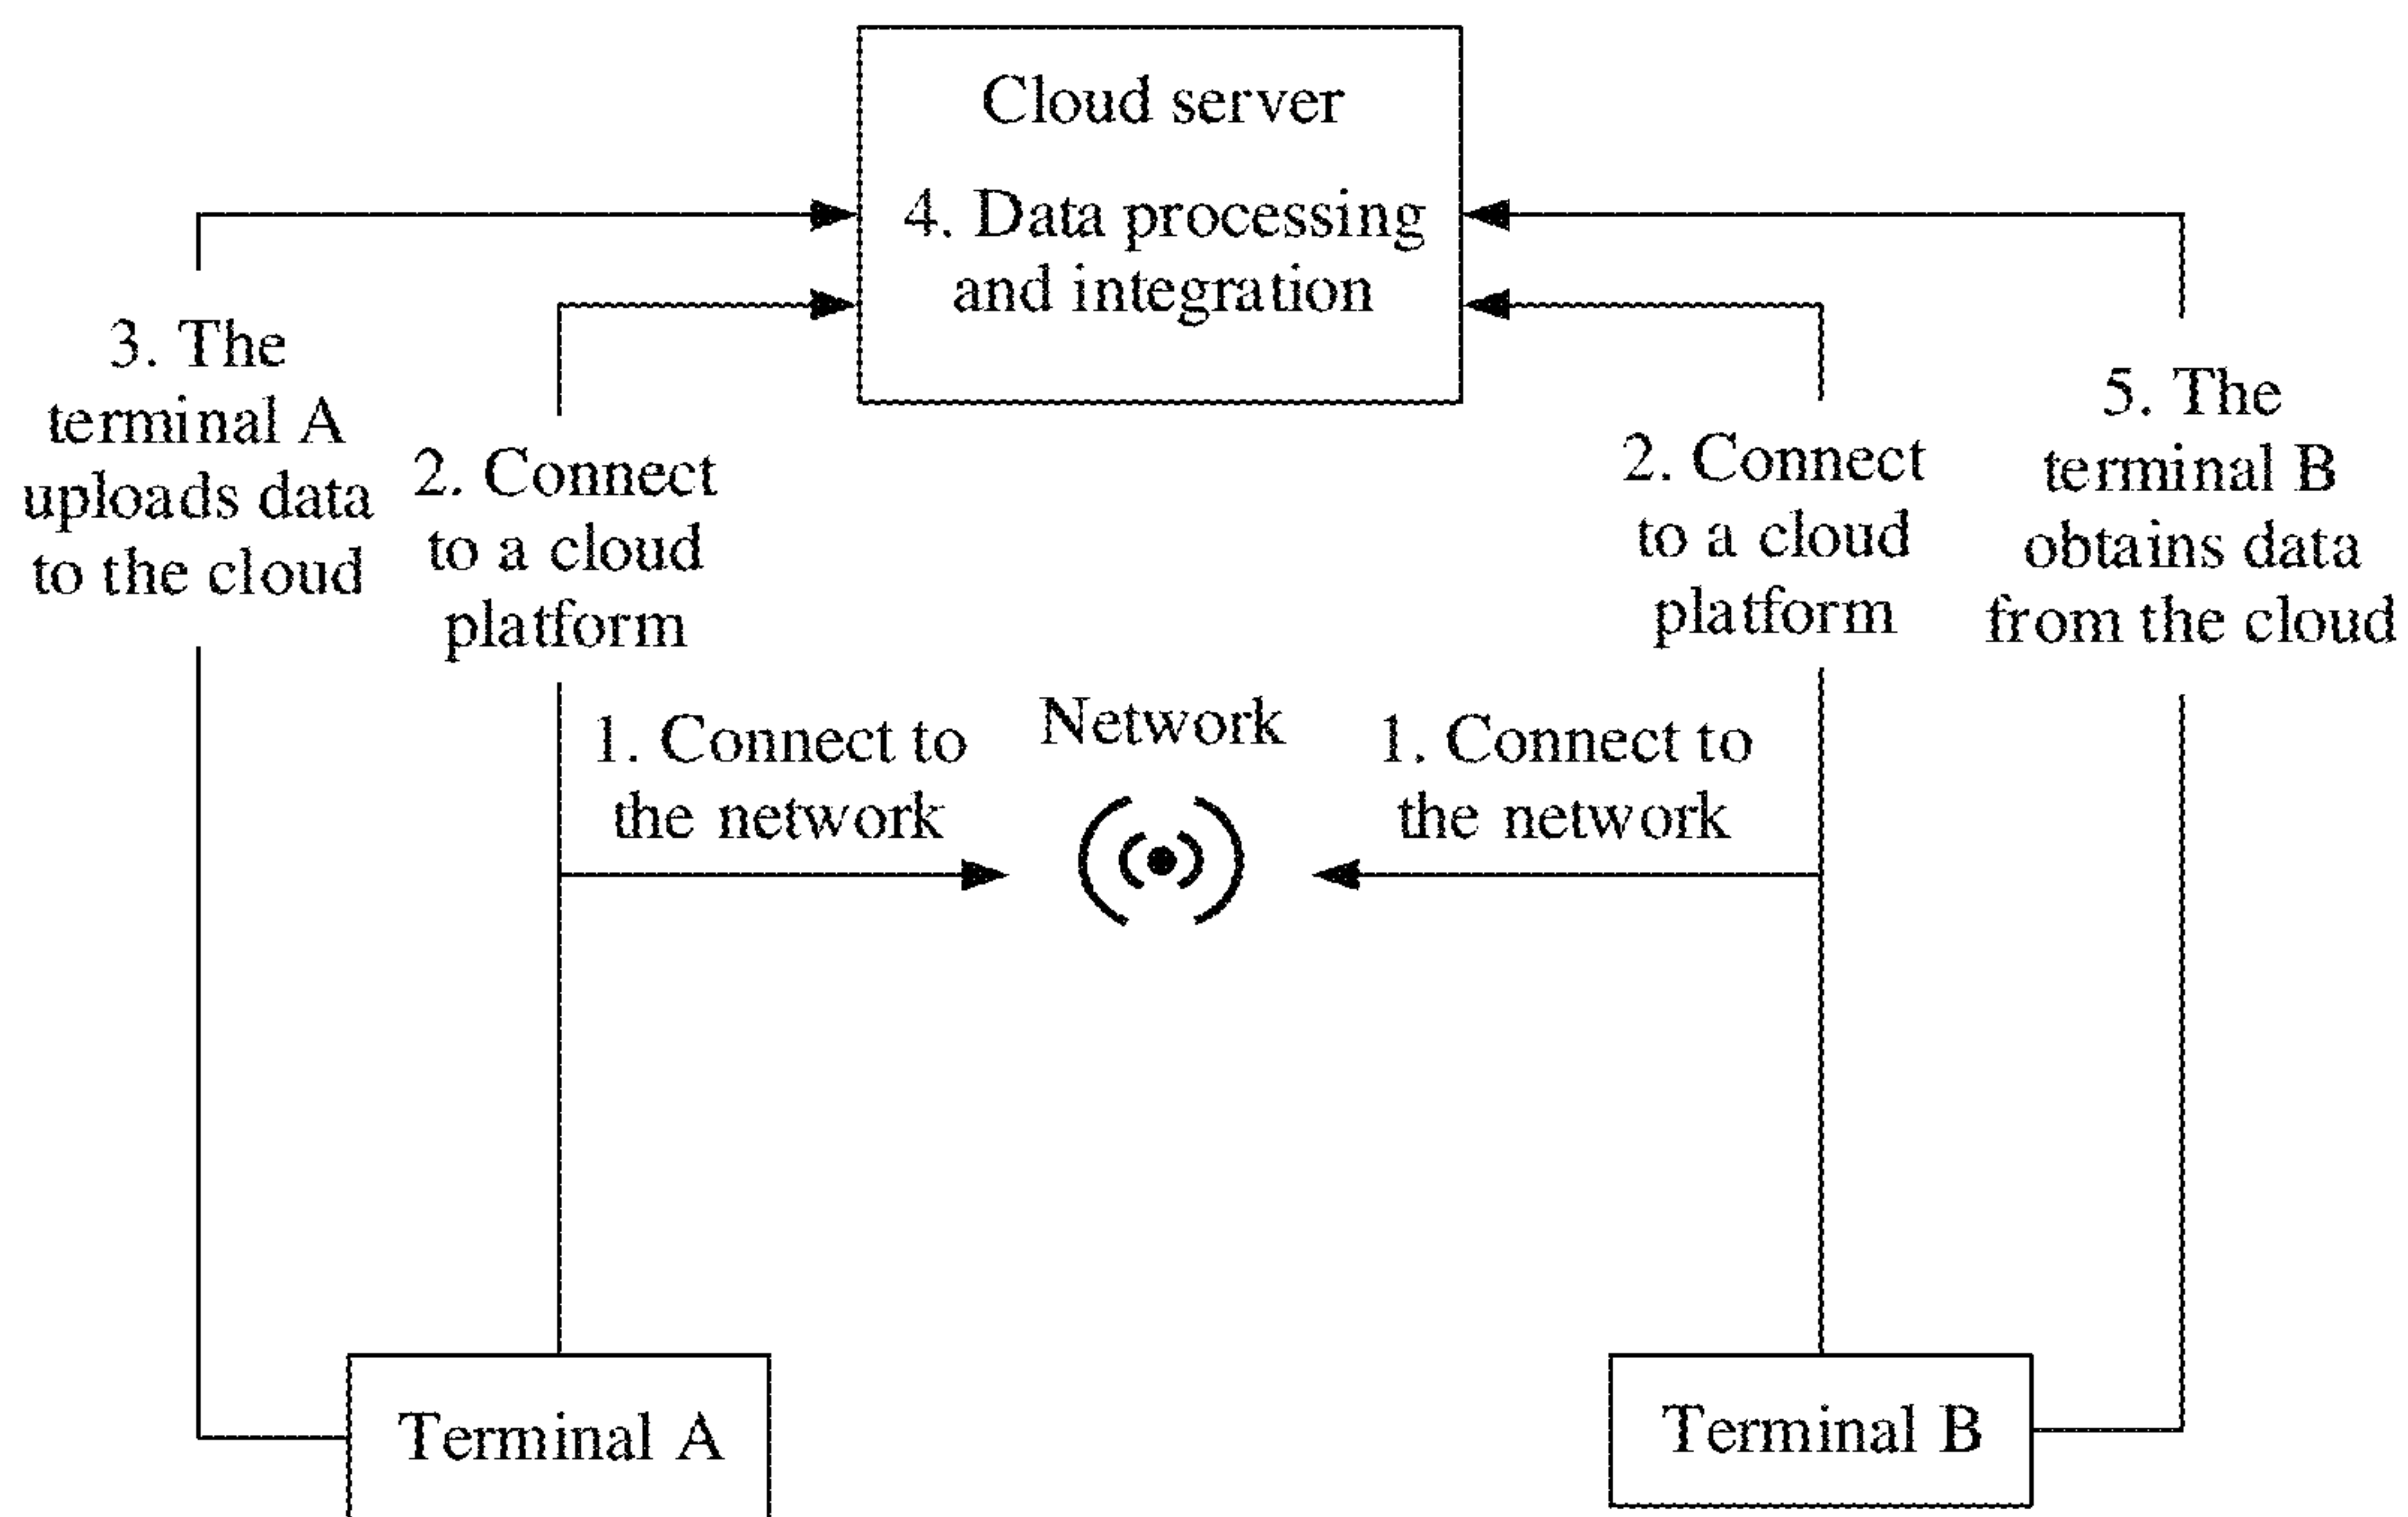 Cloud server
4. Data processing
and integration
3. The
terminal A
uploads data
to the cloud
2. Connect
to a cloud
platform
2. Connect
to a cloud
platform
5. The
terminal B
obtains data
from the cloud
1. Connect to
the network
Network
1. Connect to
the network
Terminal A
Terminal B